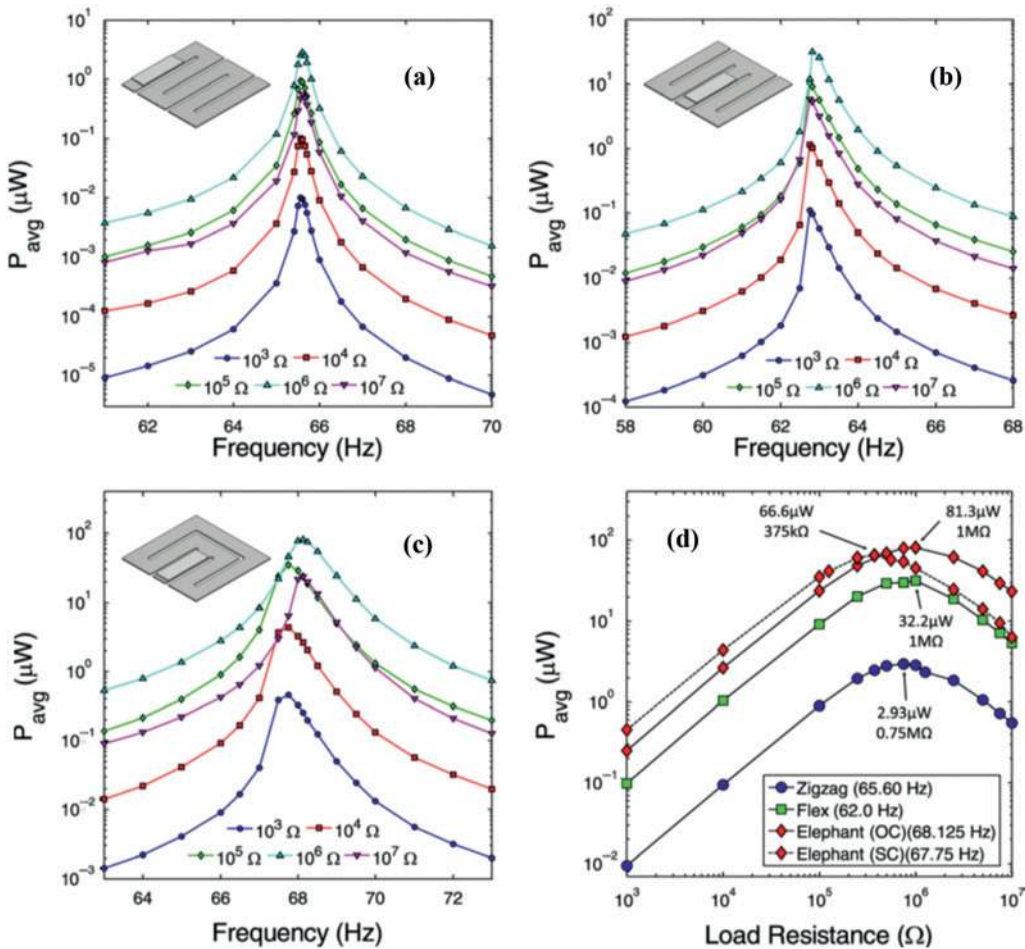 (a)
10¹
10⁰
10⁻¹
10⁻²
10⁻³
10⁻⁴
10⁻⁵
P_avg (μW)
10³ Ω 10⁴ Ω
10⁵ Ω 10⁶ Ω 10⁷ Ω
62 64 66 68 70
Frequency (Hz)
(b)
10²
10¹
10⁰
10⁻¹
10⁻²
10⁻³
10⁻⁴
P_avg (μW)
10³ Ω 10⁴ Ω
10⁵ Ω 10⁶ Ω 10⁷ Ω
58 60 62 64 66 68
Frequency (Hz)
(c)
10²
10¹
10⁰
10⁻¹
10⁻²
10⁻³
P_avg (μW)
10³ Ω 10⁴ Ω
10⁵ Ω 10⁶ Ω 10⁷ Ω
64 66 68 70 72
Frequency (Hz)
66.6μW
375kΩ
(d)
81.3μW
1MΩ
10²
10¹
10⁰
10⁻¹
10⁻²
P_avg (μW)
32.2μW
1MΩ
2.93μW
0.75MΩ
Zigzag (65.60 Hz)
Flex (62.0 Hz)
Elephant (OC)(68.125 Hz)
Elephant (SC)(67.75 Hz)
10³ 10⁴ 10⁵ 10⁶ 10⁷
Load Resistance (Ω)